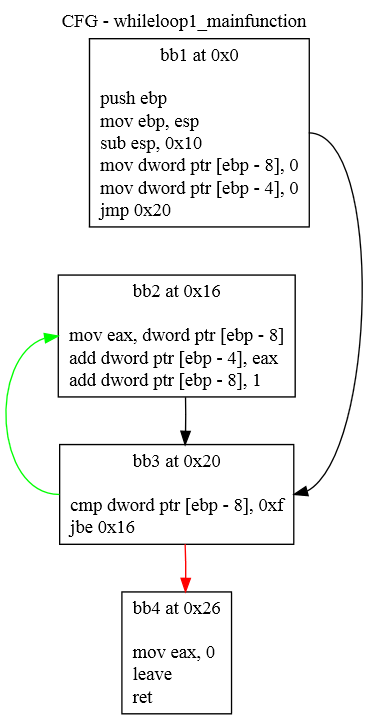 CFG - whileloop1_mainfunction
bb1 at 0x0
push ebp
mov ebp, esp
sub esp, 0x10
mov dword ptr [ebp - 8], 0
mov dword ptr [ebp - 4], 0
jmp 0x20
bb2 at 0x16
mov eax, dword ptr [ebp - 8]
add dword ptr [ebp - 4], eax
add dword ptr [ebp - 8], 1
bb3 at 0x20
cmp dword ptr [ebp - 8], 0xf
jbe 0x16
bb4 at 0x26
mov eax, 0
leave
ret